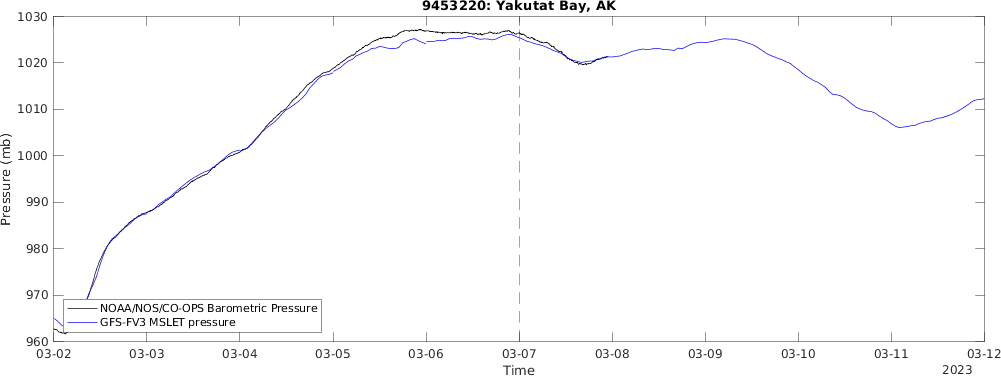 9453220: Yakutat Bay, AK
Pressure (mb)
1030
1020
1010
1000
990
980
970
960
NOAA/NOS/CO-OPS Barometric Pressure
GFS-FV3 MSLET pressure
03-02 03-03 03-04 03-05 03-06 03-07 03-08 03-09 03-10 03-11 03-12
Time
2023